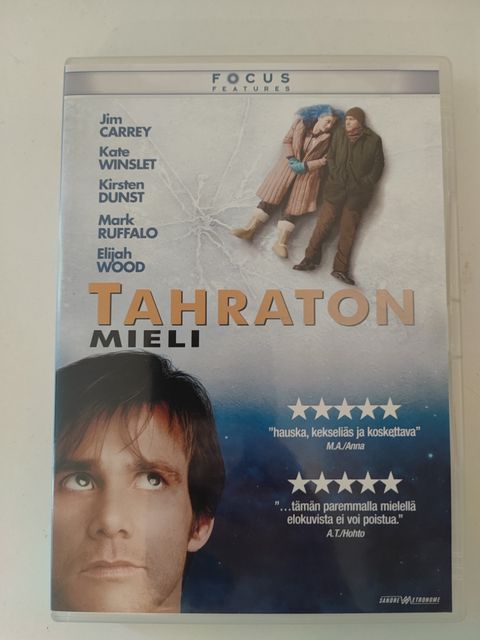 FOCUS
FEATURES
Jim
CARREY
Kate
WINSLET
Kirsten
DUNST
Mark
RUFFALO
Elijah
WOOD
TAHRATON
MIELI
"hauska, kekseliäs ja koskettava"
M.A./Anna
"...tämän paremmalla mielellä
elokuvista ei voi poistua."
A.T./Hohto
SANDREW METRONOME